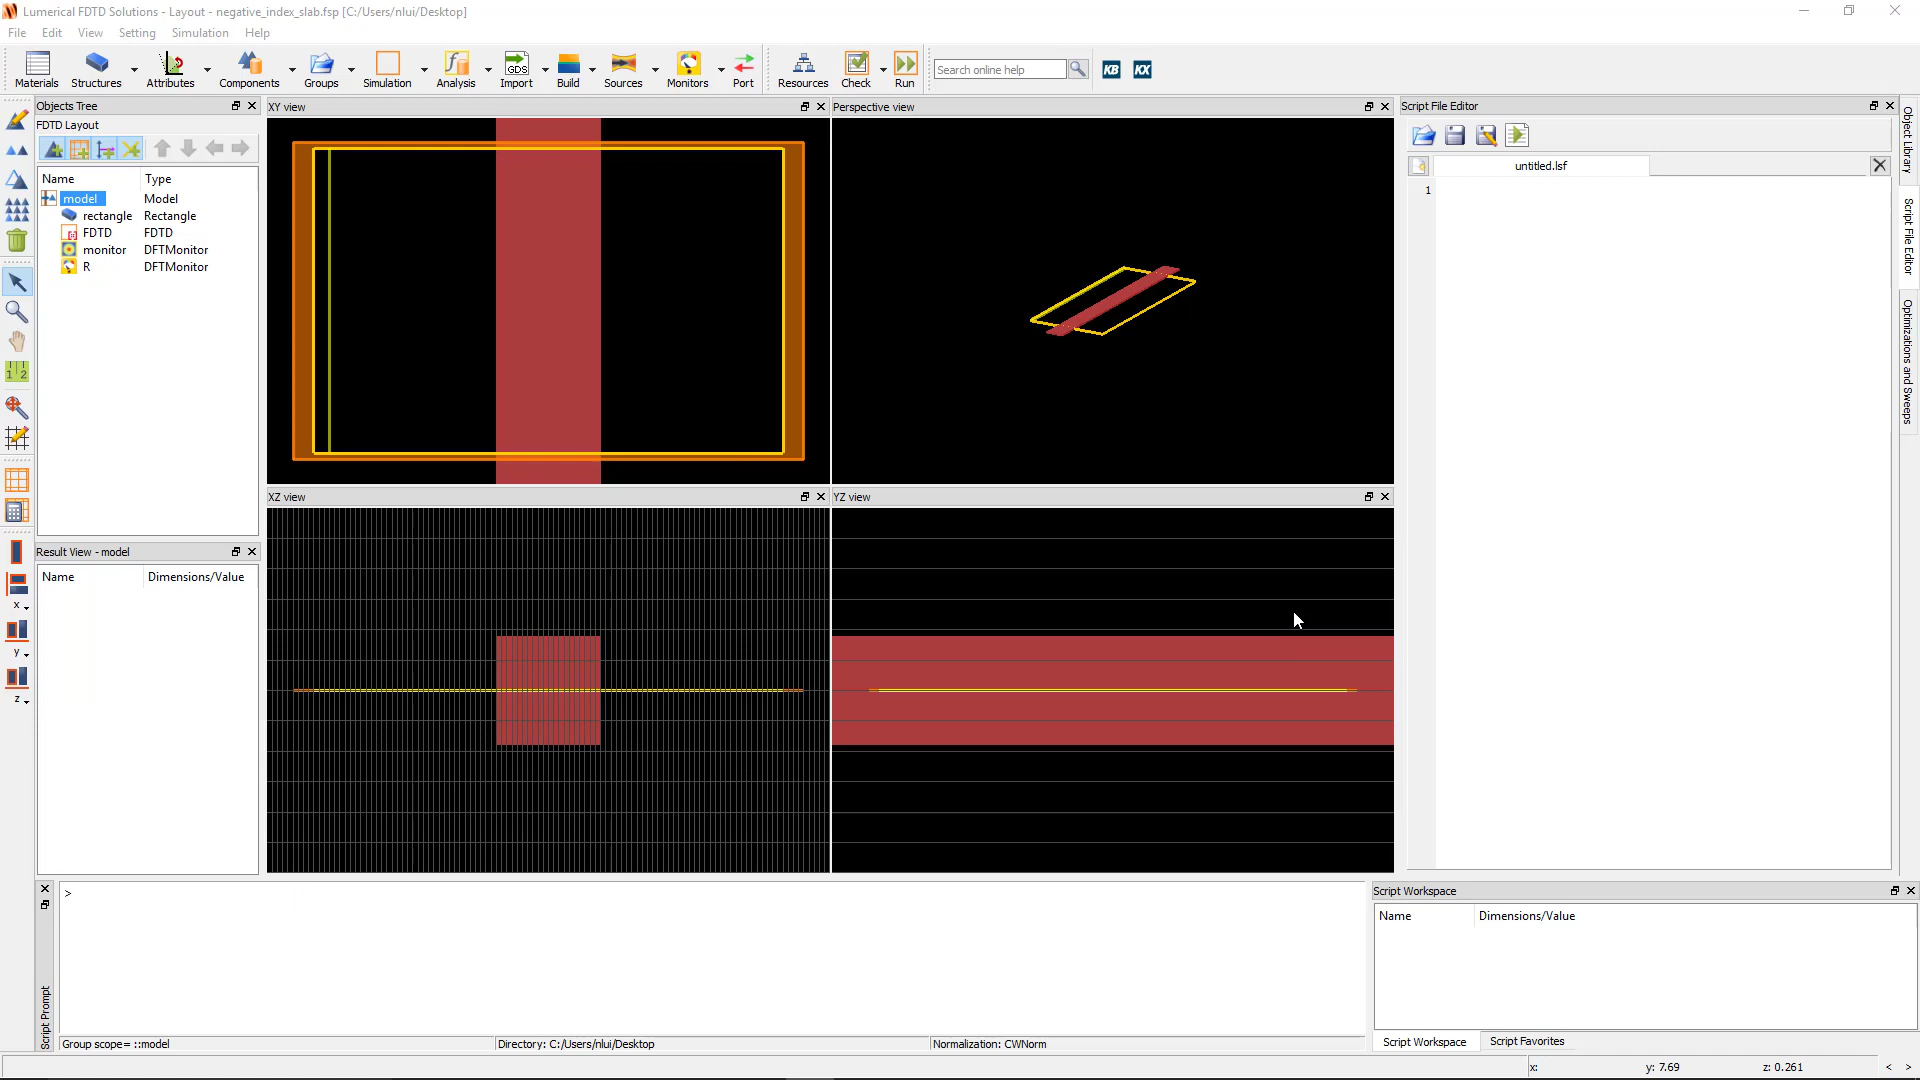 Lumerical FDTD Solutions - Layout - negative_index_slab.fsp [C:/Users/nlui/Desktop]
File Edit View Setting Simulation Help
Materials Structures Attributes Components Groups Simulation Analysis Import Build Sources Monitors Port Resources Check Run Search online help KB KX
GDS
Objects Tree
FDTD Layout
Name Type
model Model
rectangle Rectangle
FDTD FDTD
monitor DFTMonitor
R DFTMonitor
XY view
Perspective view
XZ view
YZ view
Script File Editor
untitled.lsf
1
Object Library
Script File Editor
Optimizations and Sweeps
Result View - model
Name Dimensions/Value
x
y
z
>
Script Prompt
Group scope= ::model Directory: C:/Users/nlui/Desktop Normalization: CWNorm
Script Workspace
Name Dimensions/Value
Script Workspace Script Favorites
x: y: 7.69 z: 0.261 < >